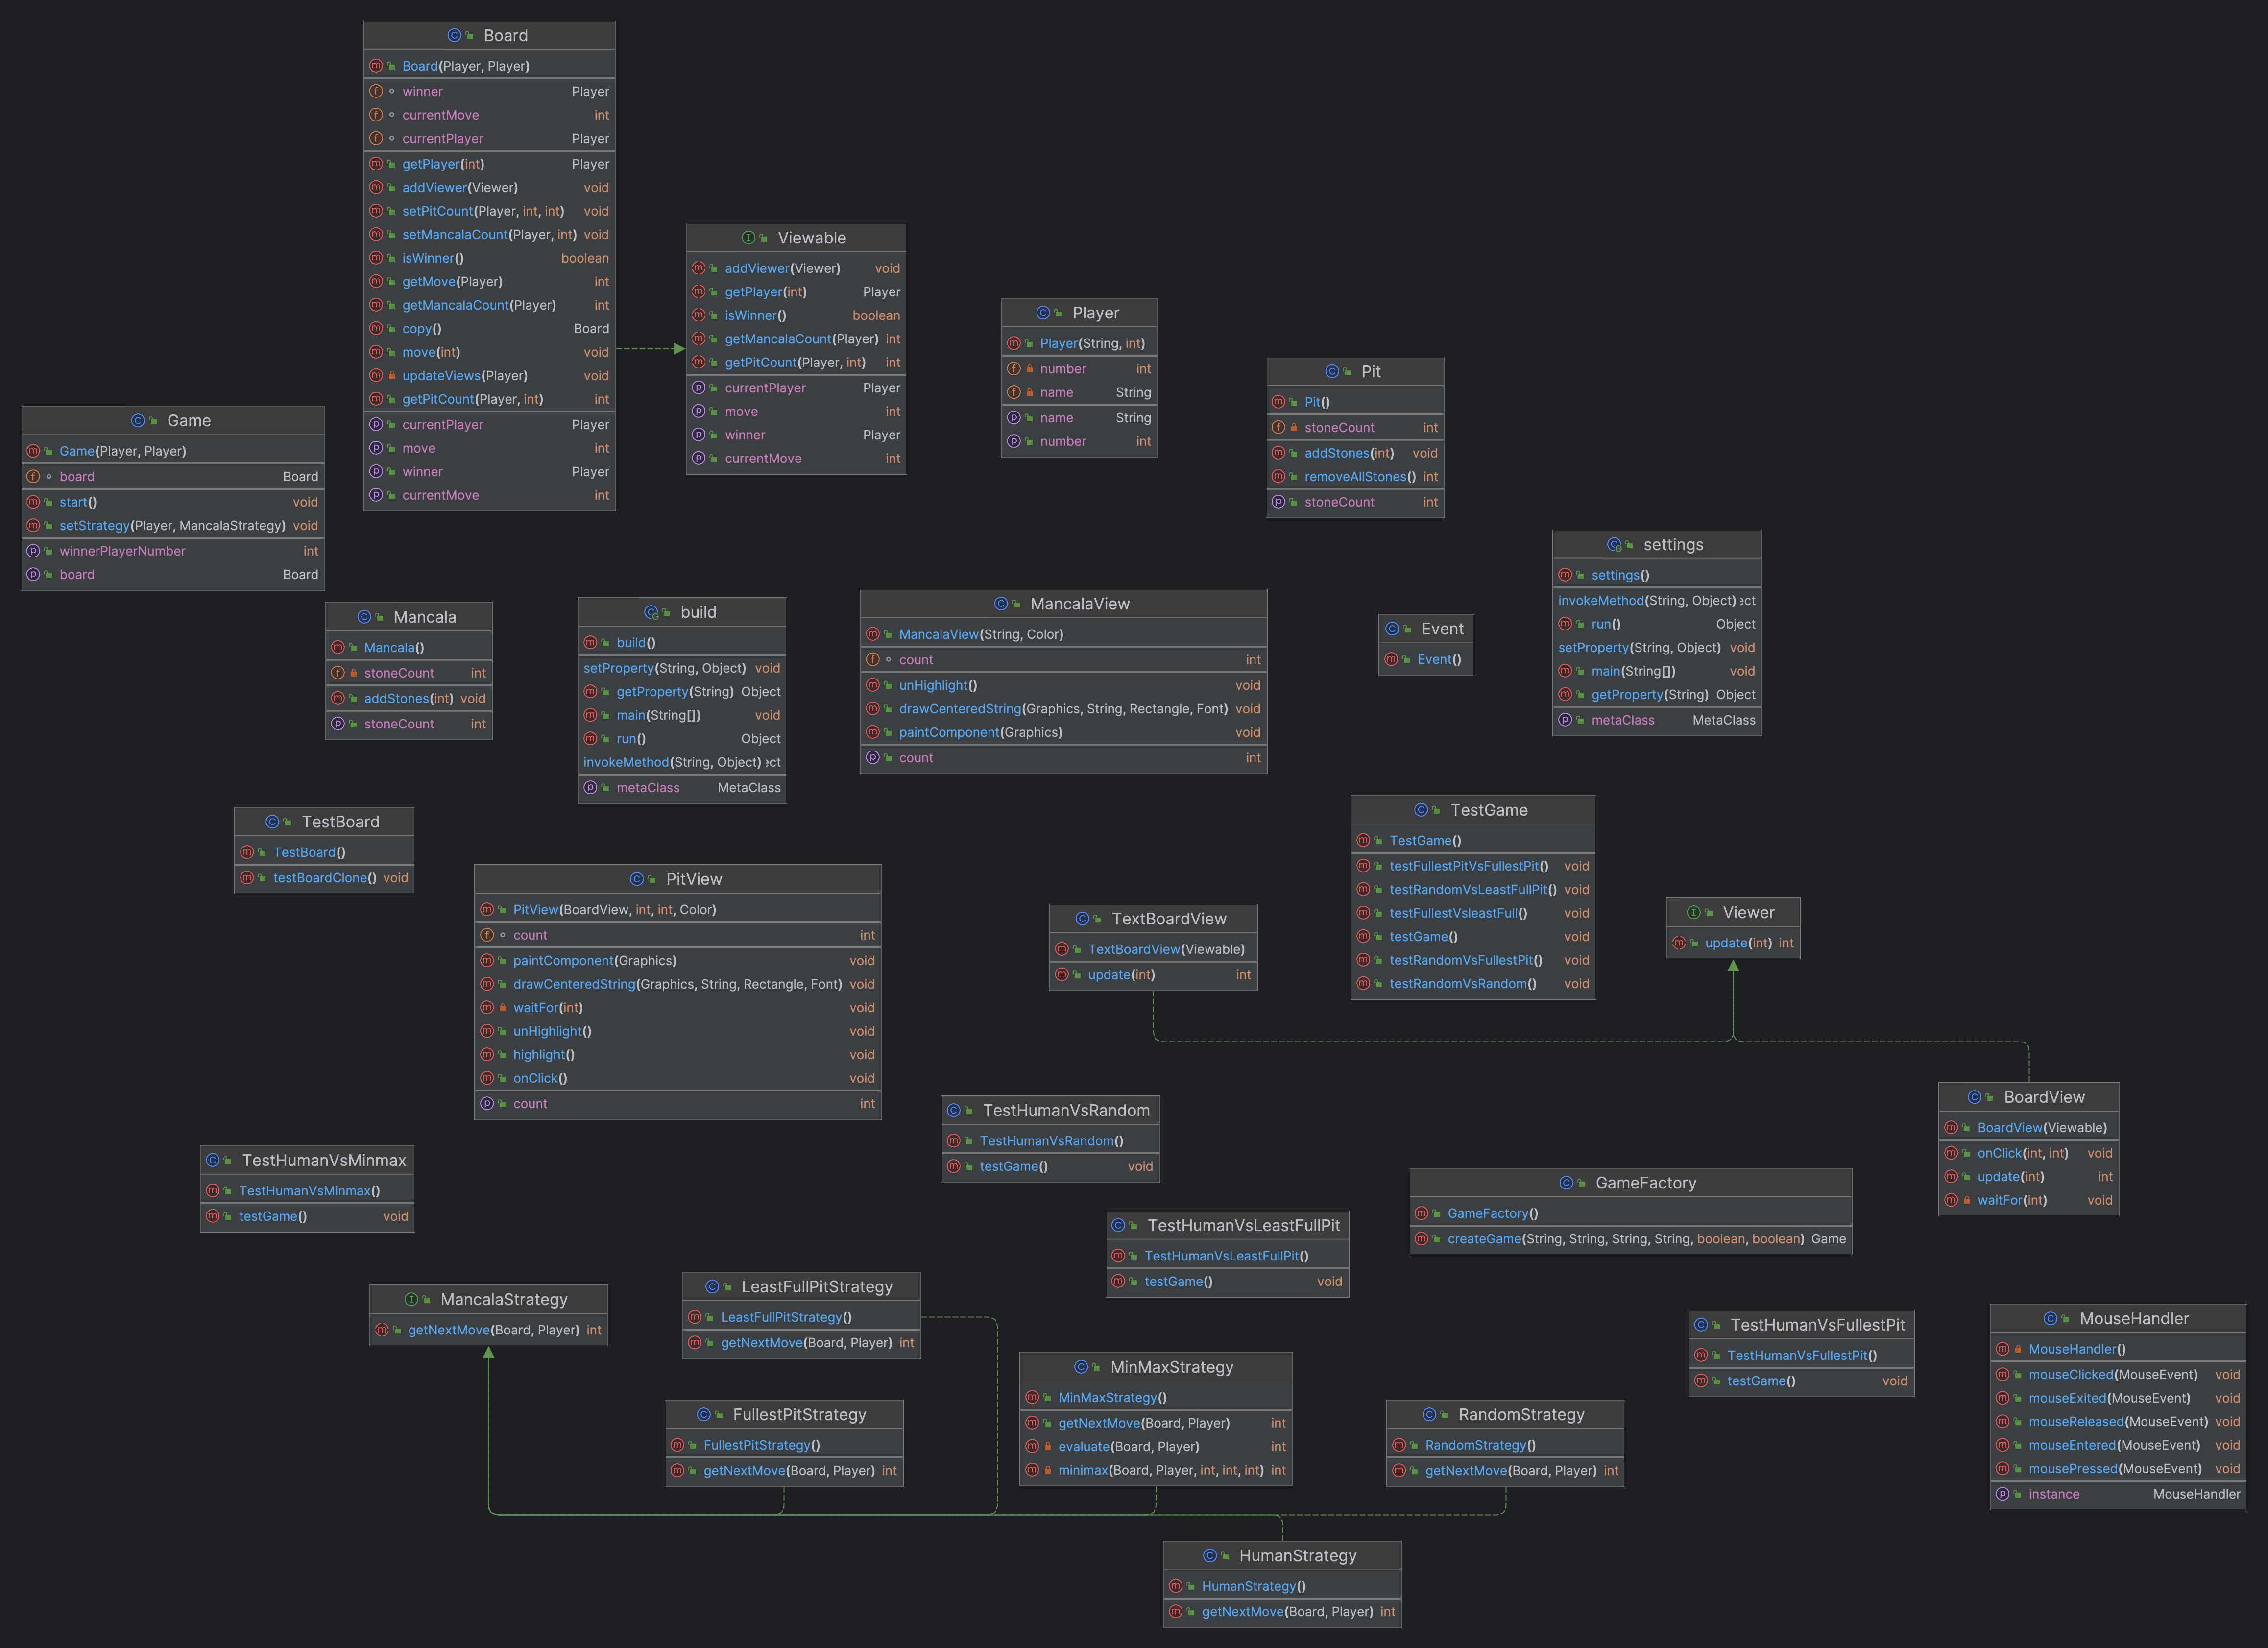 Board
Board(Player, Player)
winner Player
currentMove int
currentPlayer Player
getPlayer(int) Player
addViewer(Viewer) void
setPitCount(Player, int, int) void
setMancalaCount(Player, int) void
isWinner() boolean
getMove(Player) int
getMancalaCount(Player) int
copy() Board
move(int) void
updateViews(Player) void
getPitCount(Player, int) int
currentPlayer Player
move int
winner Player
currentMove int
Viewable
addViewer(Viewer) void
getPlayer(int) Player
isWinner() boolean
getMancalaCount(Player) int
getPitCount(Player, int) int
currentPlayer Player
move int
winner Player
currentMove int
Player
Player(String, int)
number int
name String
name String
number int
Pit
Pit()
stoneCount int
addStones(int) void
removeAllStones() int
stoneCount int
Game
Game(Player, Player)
board Board
start() void
setStrategy(Player, MancalaStrategy) void
winnerPlayerNumber int
board Board
settings
settings()
invokeMethod(String, Object) ect
run() Object
setProperty(String, Object) void
main(String[]) void
getProperty(String) Object
metaClass MetaClass
Mancala
Mancala()
stoneCount int
addStones(int) void
stoneCount int
build
build()
setProperty(String, Object) void
getProperty(String) Object
main(String[]) void
run() Object
invokeMethod(String, Object) ect
metaClass MetaClass
MancalaView
MancalaView(String, Color)
count int
unHighlight() void
drawCenteredString(Graphics, String, Rectangle, Font) void
paintComponent(Graphics) void
count int
Event
Event()
TestBoard
TestBoard()
testBoardClone() void
PitView
PitView(BoardView, int, int, Color)
count int
paintComponent(Graphics) void
drawCenteredString(Graphics, String, Rectangle, Font) void
waitFor(int) void
unHighlight() void
highlight() void
onClick() void
count int
TextBoardView
TextBoardView(Viewable)
update(int) int
TestGame
TestGame()
testFullestPitVsFullestPit() void
testRandomVsLeastFullPit() void
testFullestVsleastFull() void
testGame() void
testRandomVsFullestPit() void
testRandomVsRandom() void
Viewer
update(int) int
BoardView
BoardView(Viewable)
onClick(int, int) void
update(int) int
waitFor(int) void
TestHumanVsRandom
TestHumanVsRandom()
testGame() void
TestHumanVsMinmax
TestHumanVsMinmax()
testGame() void
GameFactory
GameFactory()
createGame(String, String, String, String, boolean, boolean) Game
TestHumanVsLeastFullPit
TestHumanVsLeastFullPit()
testGame() void
MancalaStrategy
getNextMove(Board, Player) int
LeastFullPitStrategy
LeastFullPitStrategy()
getNextMove(Board, Player) int
MinMaxStrategy
MinMaxStrategy()
getNextMove(Board, Player) int
evaluate(Board, Player) int
minimax(Board, Player, int, int, int) int
TestHumanVsFullestPit
TestHumanVsFullestPit()
testGame() void
MouseHandler
MouseHandler()
mouseClicked(MouseEvent) void
mouseExited(MouseEvent) void
mouseReleased(MouseEvent) void
mouseEntered(MouseEvent) void
mousePressed(MouseEvent) void
instance MouseHandler
FullestPitStrategy
FullestPitStrategy()
getNextMove(Board, Player) int
RandomStrategy
RandomStrategy()
getNextMove(Board, Player) int
HumanStrategy
HumanStrategy()
getNextMove(Board, Player) int